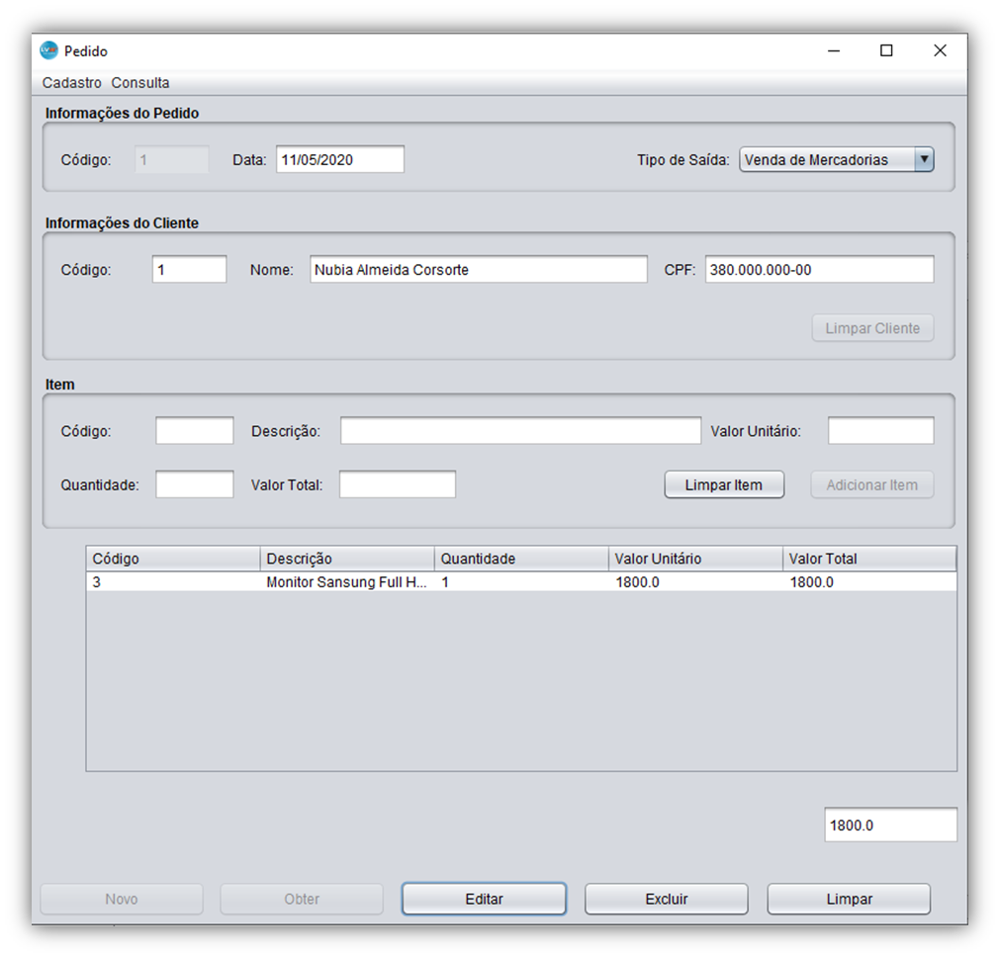 Pedido
Cadastro Consulta
Informações do Pedido
Código: 1 Data: 11/05/2020 Tipo de Saída: Venda de Mercadorias
Informações do Cliente
Código: 1 Nome: Nubia Almeida Corsorte CPF: 380.000.000-00
Limpar Cliente
Item
Código: Descrição: Valor Unitário:
Quantidade: Valor Total: Limpar Item Adicionar Item
Código Descrição Quantidade Valor Unitário Valor Total
3 Monitor Sansung Full H... 1 1800.0 1800.0
1800.0
Novo Obter Editar Excluir Limpar